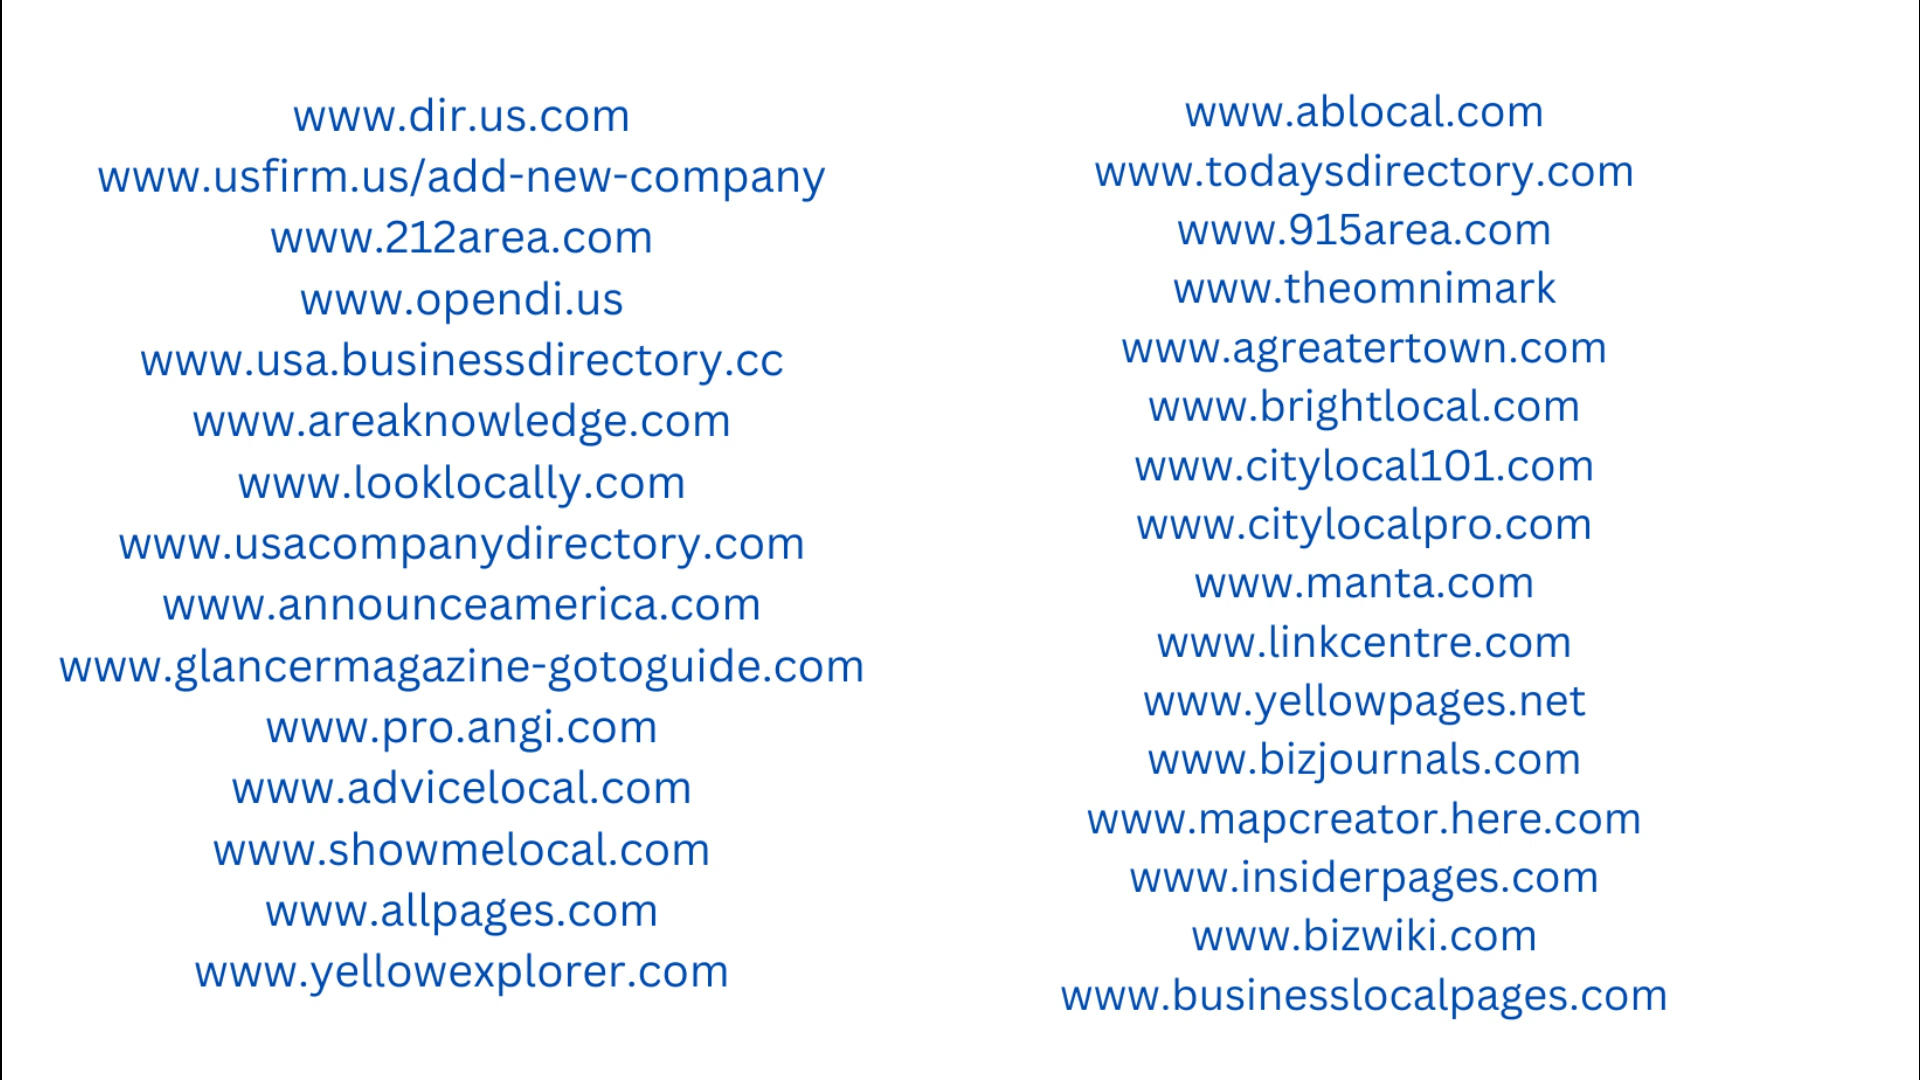 www.dir.us.com
www.usfirm.us/add-new-company
www.212area.com
www.opendi.us
www.usa.businessdirectory.cc
www.areaknowledge.com
www.looklocally.com
www.usacompanydirectory.com
www.announceamerica.com
www.glancermagazine-gotoguide.com
www.pro.angi.com
www.advicelocal.com
www.showmelocal.com
www.allpages.com
www.yellowexplorer.com
www.ablocal.com
www.todaysdirectory.com
www.915area.com
www.theomnimark
www.agreatertown.com
www.brightlocal.com
www.citylocal101.com
www.citylocalpro.com
www.manta.com
www.linkcentre.com
www.yellowpages.net
www.bizjournals.com
www.mapcreator.here.com
www.insiderpages.com
www.bizwiki.com
www.businesslocalpages.com